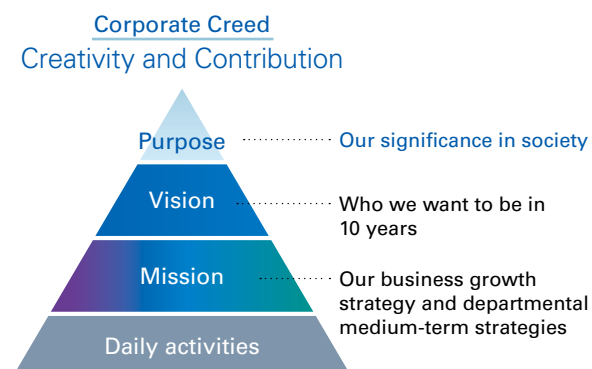 Corporate Creed
Creativity and Contribution
Purpose
Our significance in society
Vision
Who we want to be in
10 years
Mission
Our business growth
strategy and departmental
medium-term strategies
Daily activities